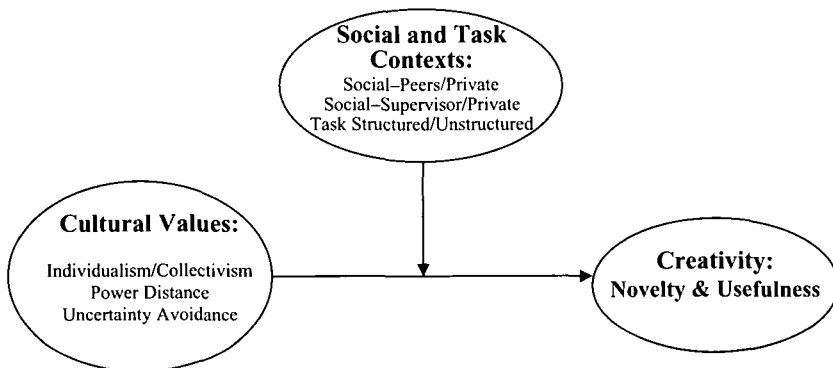 Social and Task
Contexts:
Social–Peers/Private
Social–Supervisor/Private
Task Structured/Unstructured
Cultural Values:
Individualism/Collectivism
Power Distance
Uncertainty Avoidance
Creativity:
Novelty & Usefulness